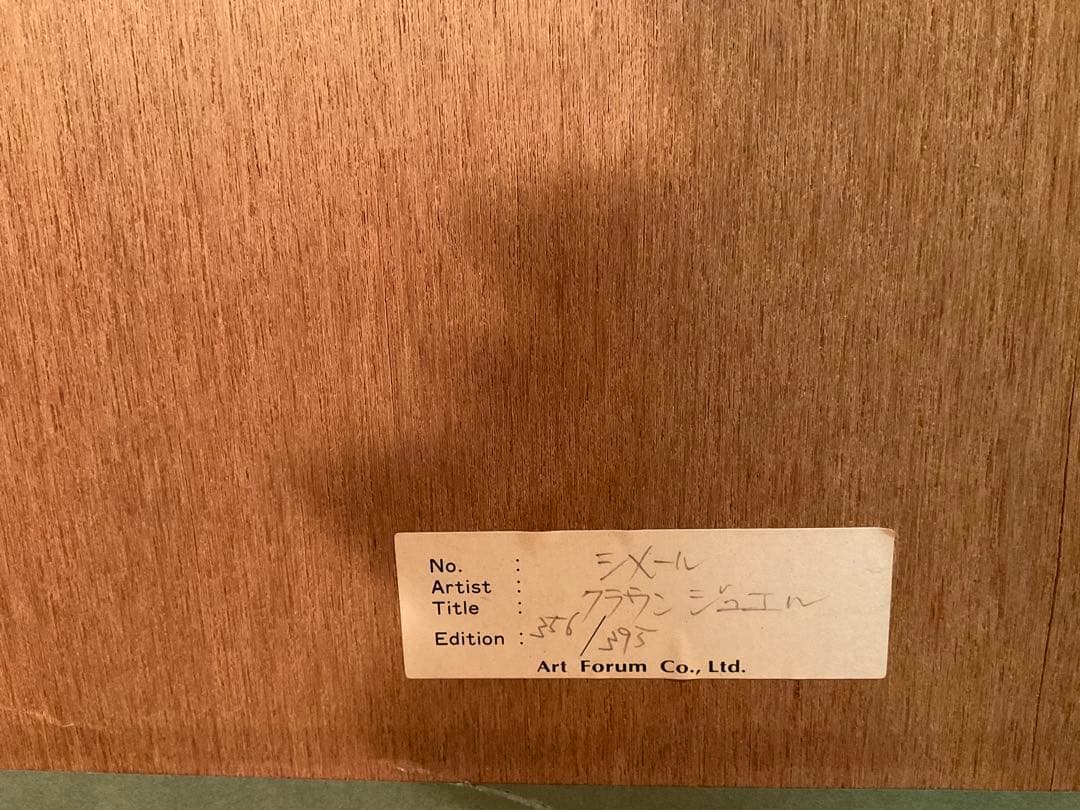 No. : シメール
Artist :
Title : クラウン ジュエル
Edition : 356/395
Art Forum Co., Ltd.